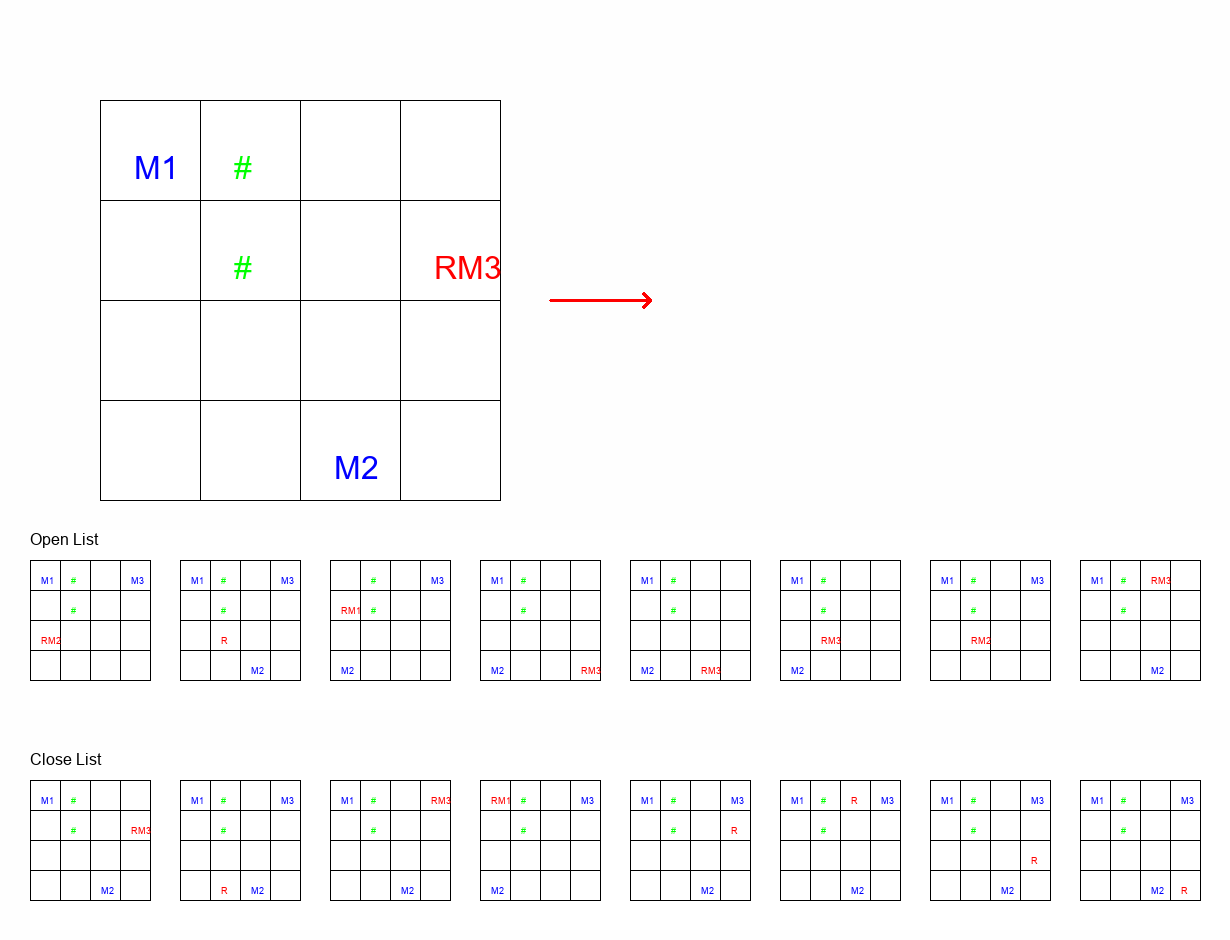 M1 #
# RM3
M2
Open List
M1 # M3 M1 # M3 # M3 M1 # M1 # M1 # M1 # M3 M1 # RM3
# # RM1 # # # # # #
RM2 R RM3 RM2
M2 M2 M2 RM3 M2 RM3 M2 M2
Close List
M1 # M1 # M3 M1 # RM3 RM1 # M3 M1 # M3 M1 # R M3 M1 # M3 M1 # M3
# RM3 # # # # R # # #
R
M2 R M2 M2 M2 M2 M2 M2 M2 R